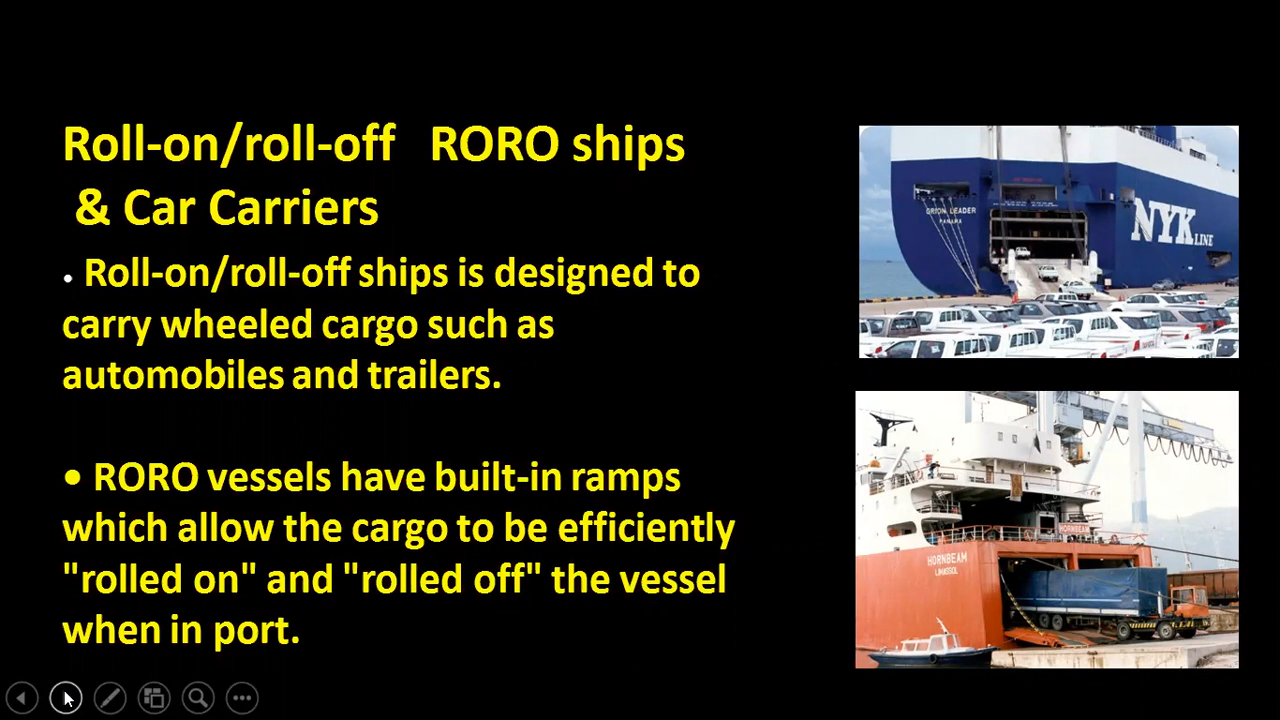 Roll-on/roll-off RORO ships
& Car Carriers
• Roll-on/roll-off ships is designed to
carry wheeled cargo such as
automobiles and trailers.
• RORO vessels have built-in ramps
which allow the cargo to be efficiently
"rolled on" and "rolled off" the vessel
when in port.
ORION LEADER
PANAMA
NYK LINE
HORNBEAM
HORNBEAM
LIMASSOL